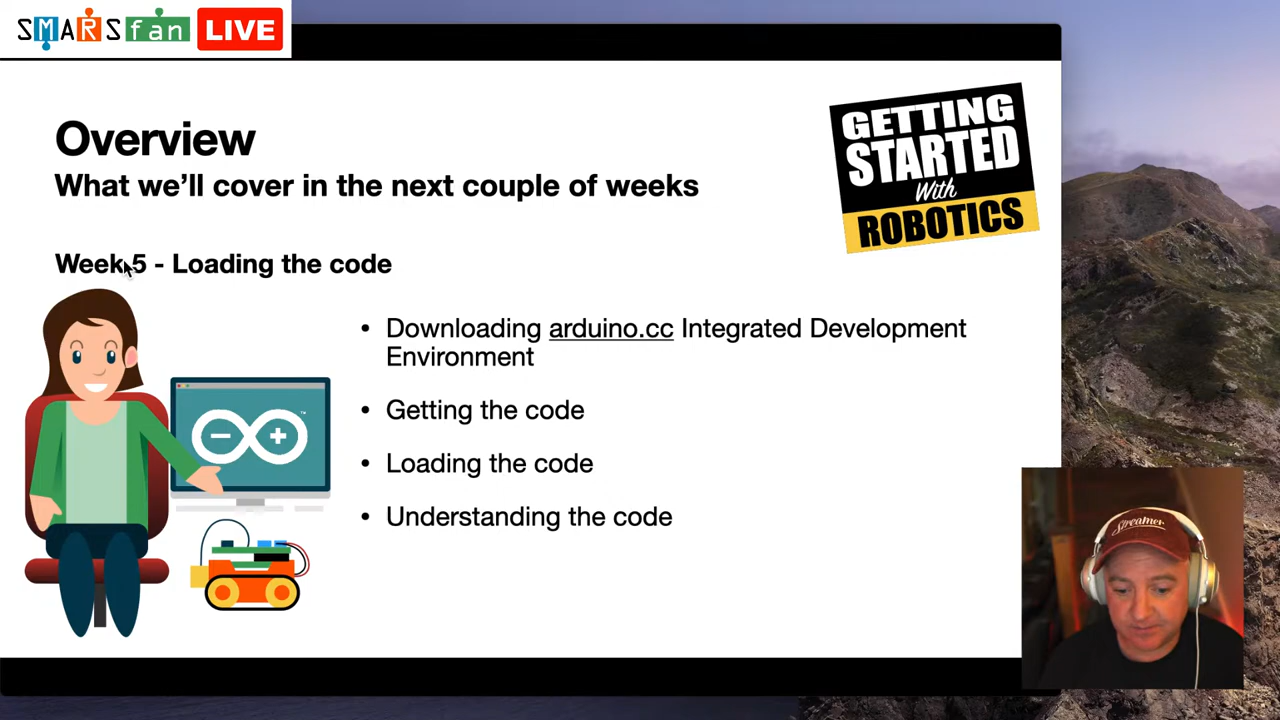 SMARSfan LIVE
Overview
What we'll cover in the next couple of weeks
GETTING
STARTED
With
ROBOTICS
Week 5 - Loading the code
• Downloading arduino.cc Integrated Development
Environment
• Getting the code
• Loading the code
• Understanding the code
- +
™
Streamer